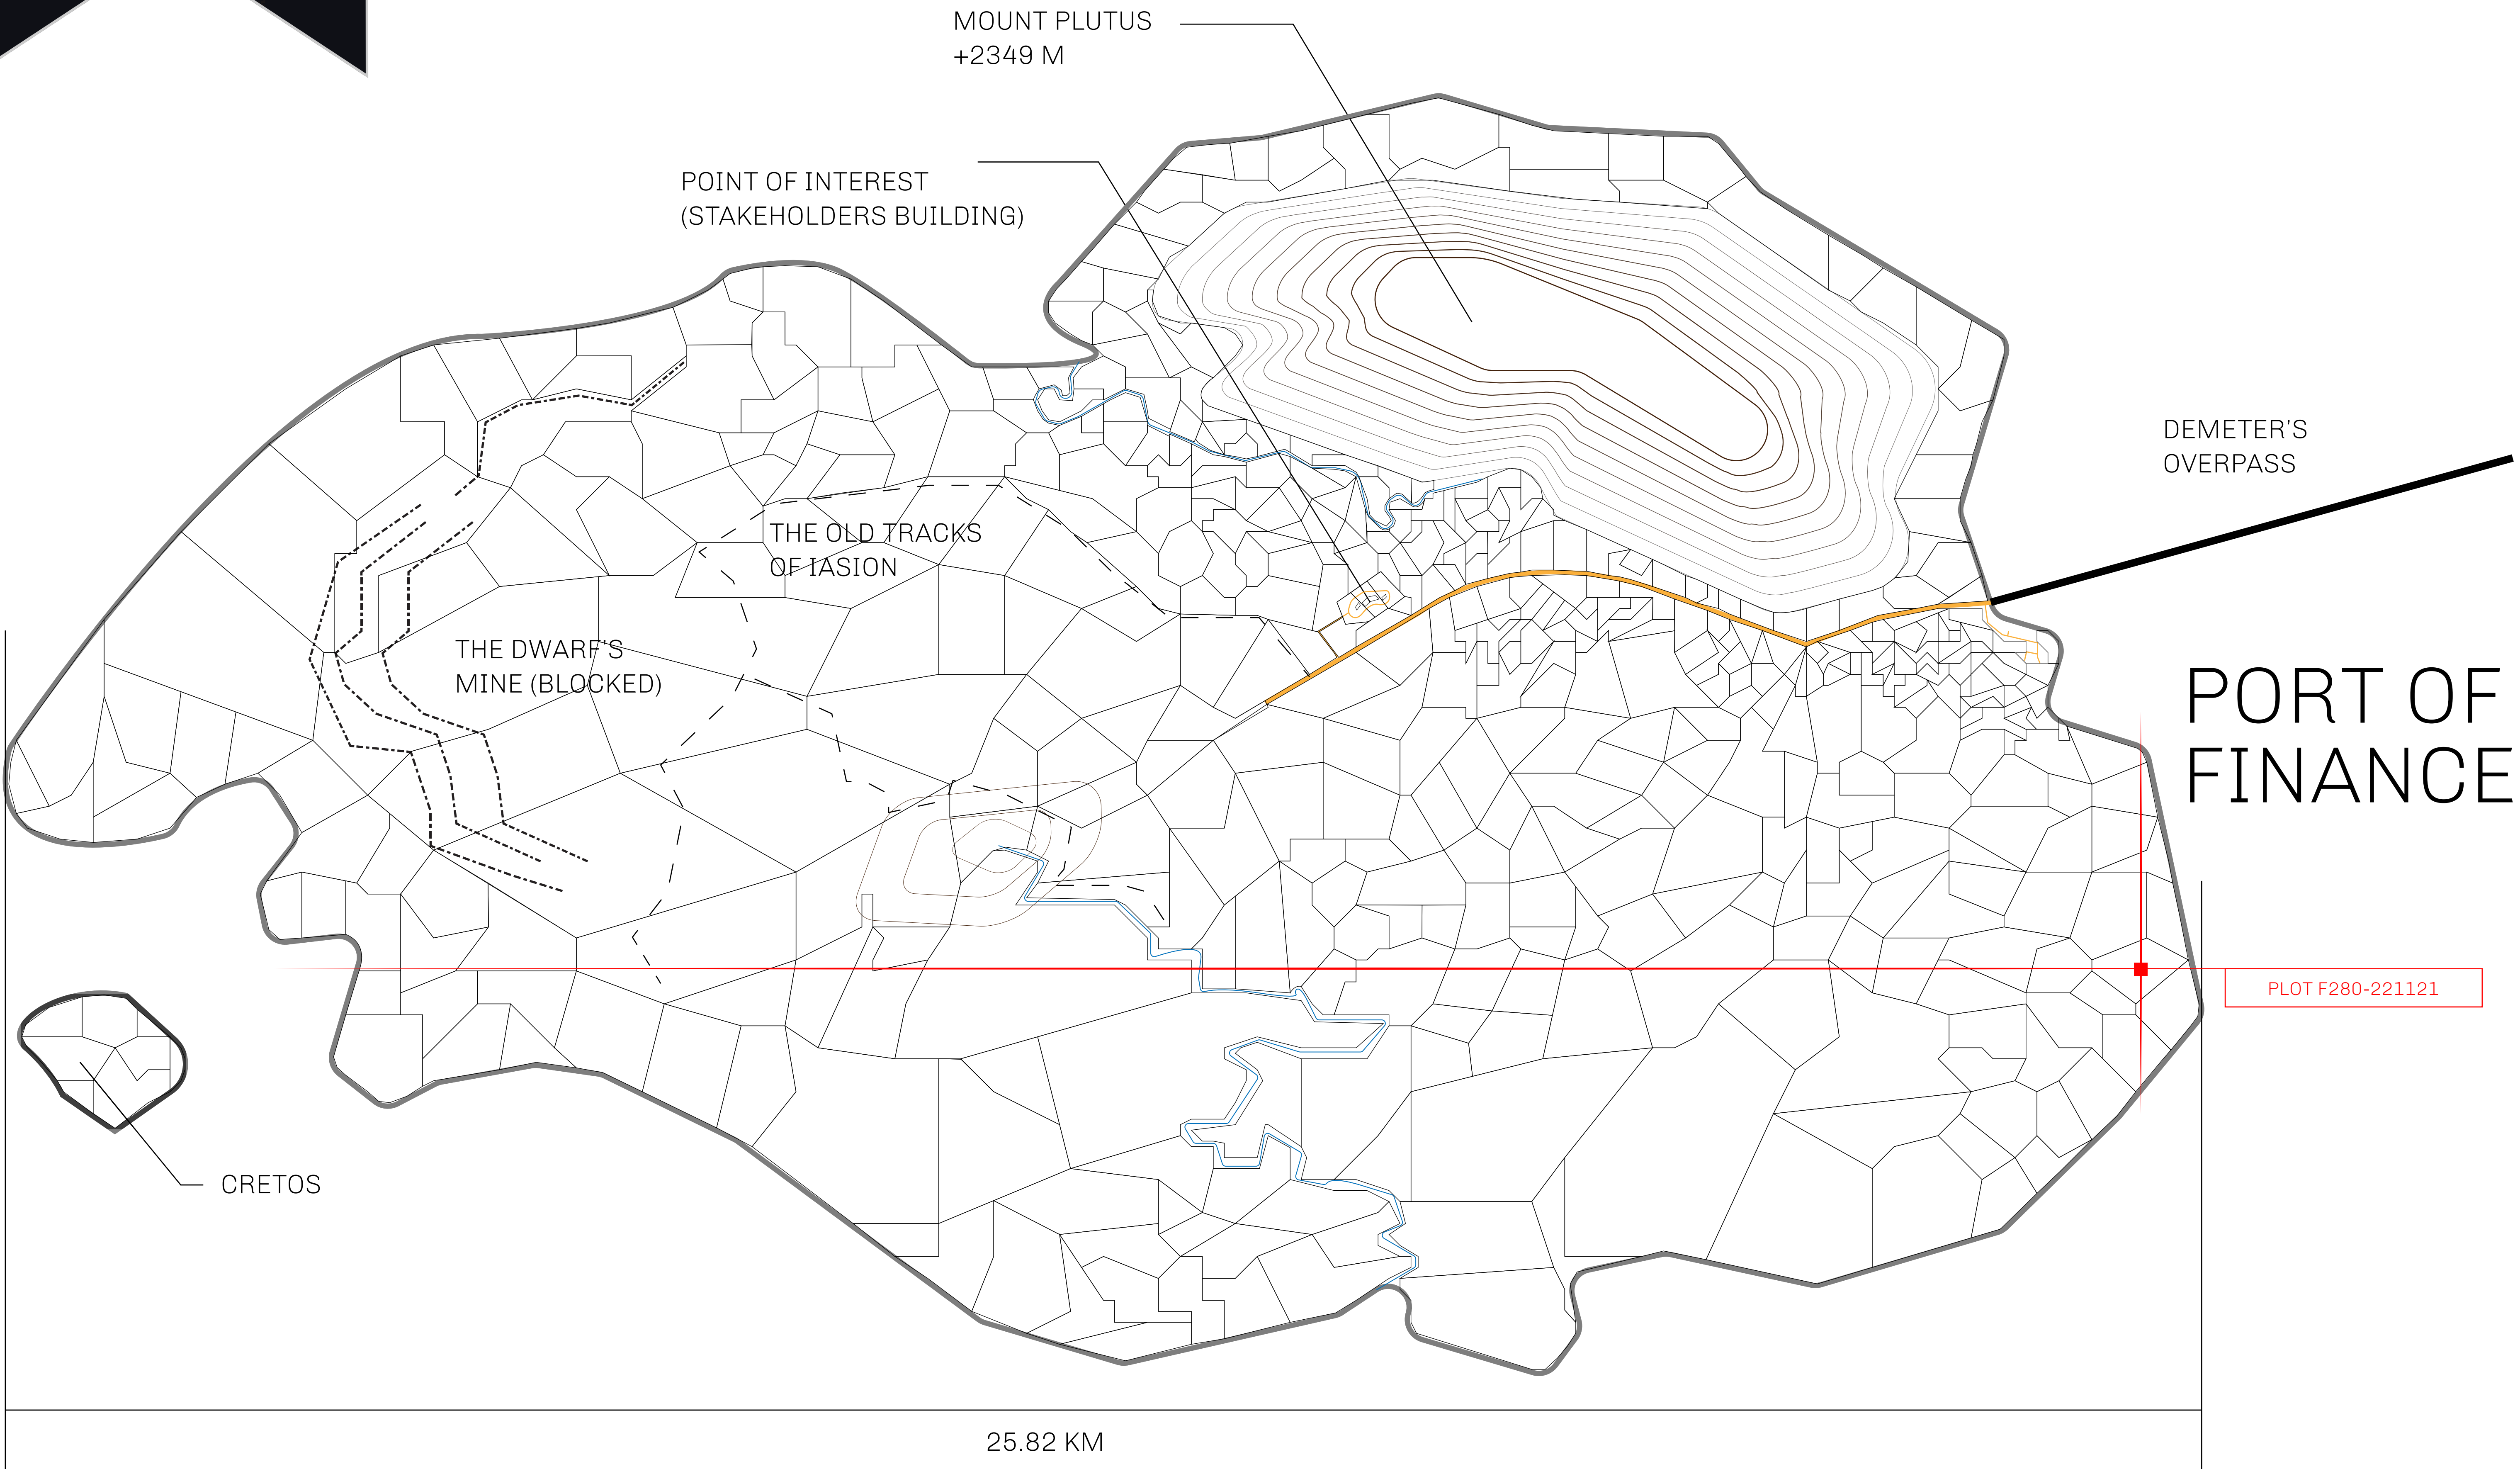 MOUNT PLUTUS
+2349 M
POINT OF INTEREST
(STAKEHOLDERS BUILDING)
DEMETER'S
OVERPASS
THE OLD TRACKS
OF IASION
THE DWARF'S
MINE (BLOCKED)
PORT OF
FINANCE
PLOT F280-221121
CRETOS
25.82 KM